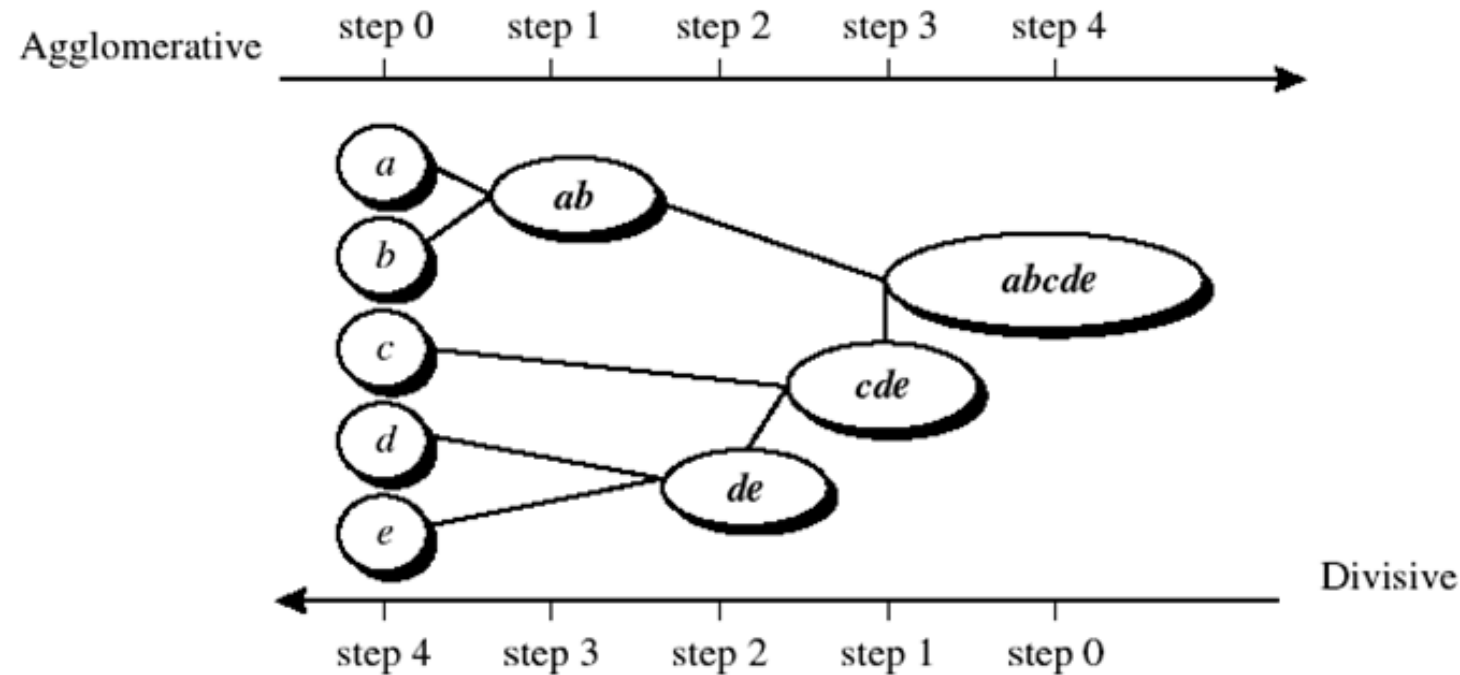 Agglomerative
step 0 step 1 step 2 step 3 step 4
a
ab
b
abcde
c
cde
d
de
e
Divisive
step 4 step 3 step 2 step 1 step 0